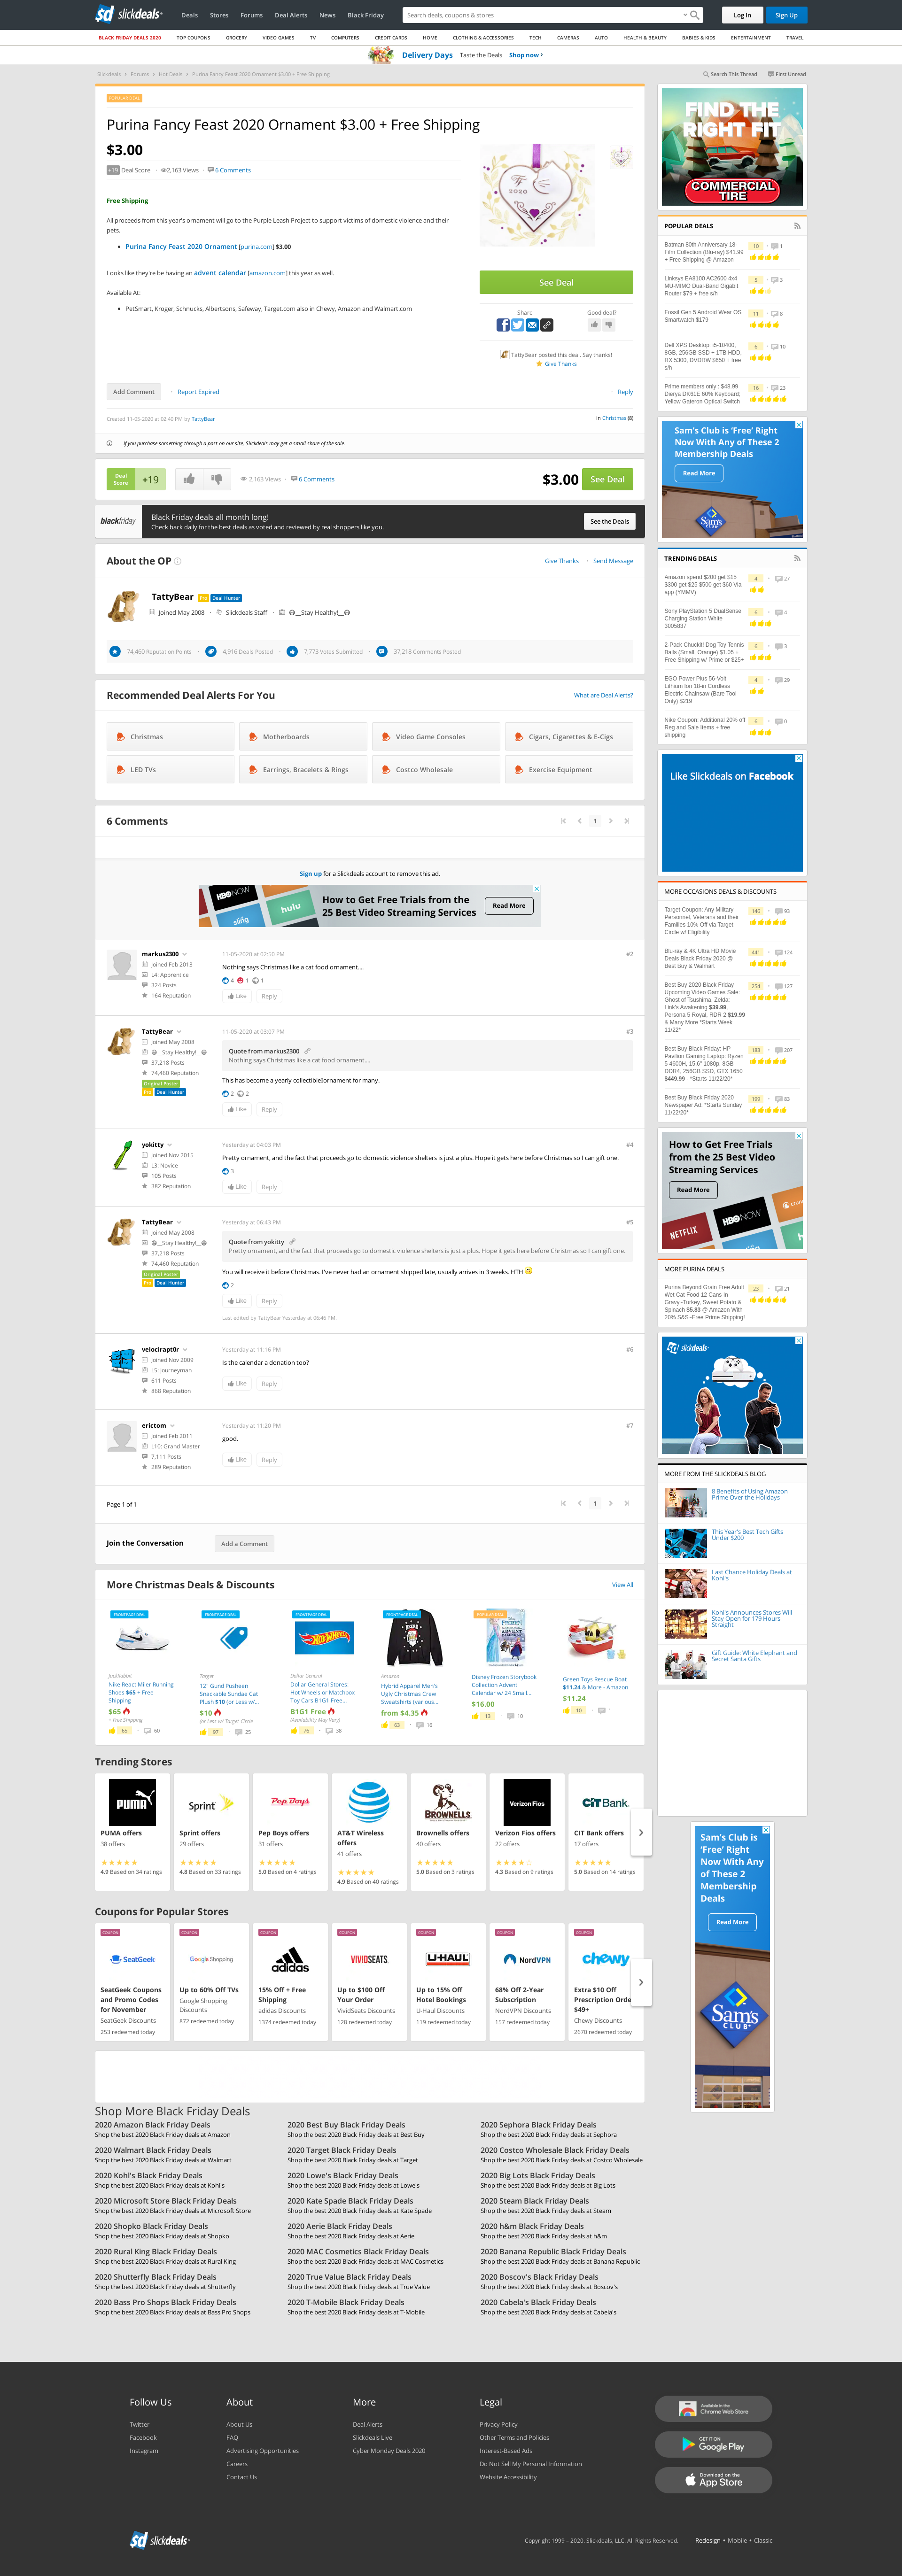 slickdeals
Deals Stores Forums Deal Alerts News Black Friday
Search deals, coupons & stores
Log In Sign Up
BLACK FRIDAY DEALS 2020 TOP COUPONS GROCERY VIDEO GAMES TV COMPUTERS CREDIT CARDS HOME CLOTHING & ACCESSORIES TECH CAMERAS AUTO HEALTH & BEAUTY BABIES & KIDS ENTERTAINMENT TRAVEL
Delivery Days Taste the Deals Shop now >
Slickdeals > Forums > Hot Deals > Purina Fancy Feast 2020 Ornament $3.00 + Free Shipping
Search This Thread First Unread
POPULAR DEAL
Purina Fancy Feast 2020 Ornament $3.00 + Free Shipping
$3.00
+19 Deal Score 2,163 Views 6 Comments
Free Shipping
All proceeds from this year's ornament will go to the Purple Leash Project to support victims of domestic violence and their
pets.
Purina Fancy Feast 2020 Ornament [purina.com] $3.00
Looks like they're be having an advent calendar [amazon.com] this year as well.
Available At:
PetSmart, Kroger, Schnucks, Albertsons, Safeway, Target.com also in Chewy, Amazon and Walmart.com
See Deal
Share Good deal?
TattyBear posted this deal. Say thanks!
Give Thanks
Add Comment Report Expired Reply
Created 11-05-2020 at 02:40 PM by TattyBear
in Christmas (8)
If you purchase something through a post on our site, Slickdeals may get a small share of the sale.
Deal Score +19 2,163 Views 6 Comments $3.00 See Deal
blackfriday
Black Friday deals all month long!
Check back daily for the best deals as voted and reviewed by real shoppers like you.
See the Deals
About the OP
Give Thanks Send Message
TattyBear Pro Deal Hunter
Joined May 2008 Slickdeals Staff __Stay Healthy!__
74,460 Reputation Points 4,916 Deals Posted 7,773 Votes Submitted 37,218 Comments Posted
Recommended Deal Alerts For You
What are Deal Alerts?
Christmas Motherboards Video Game Consoles Cigars, Cigarettes & E-Cigs
LED TVs Earrings, Bracelets & Rings Costco Wholesale Exercise Equipment
6 Comments
1
Sign up for a Slickdeals account to remove this ad.
HBO NOW
hulu
sling
How to Get Free Trials from the
25 Best Video Streaming Services
Read More
markus2300
Joined Feb 2013
L4: Apprentice
324 Posts
164 Reputation
11-05-2020 at 02:50 PM #2
Nothing says Christmas like a cat food ornament....
4 1 1
Like Reply
TattyBear
Joined May 2008
__Stay Healthy!__
37,218 Posts
74,460 Reputation
Original Poster
Pro Deal Hunter
11-05-2020 at 03:07 PM #3
Quote from markus2300
Nothing says Christmas like a cat food ornament....
This has become a yearly collectible/ornament for many.
2 2
Like Reply
yokitty
Joined Nov 2015
L3: Novice
105 Posts
382 Reputation
Yesterday at 04:03 PM #4
Pretty ornament, and the fact that proceeds go to domestic violence shelters is just a plus. Hope it gets here before Christmas so I can gift one.
3
Like Reply
TattyBear
Joined May 2008
__Stay Healthy!__
37,218 Posts
74,460 Reputation
Original Poster
Pro Deal Hunter
Yesterday at 06:43 PM #5
Quote from yokitty
Pretty ornament, and the fact that proceeds go to domestic violence shelters is just a plus. Hope it gets here before Christmas so I can gift one.
You will receive it before Christmas. I've never had an ornament shipped late, usually arrives in 3 weeks. HTH
2
Like Reply
Last edited by TattyBear Yesterday at 06:46 PM.
velocirapt0r
Joined Nov 2009
L5: Journeyman
611 Posts
868 Reputation
Yesterday at 11:16 PM #6
Is the calendar a donation too?
Like Reply
erictom
Joined Feb 2011
L10: Grand Master
7,111 Posts
289 Reputation
Yesterday at 11:20 PM #7
good.
Like Reply
Page 1 of 1
1
Join the Conversation Add a Comment
More Christmas Deals & Discounts
View All
FRONTPAGE DEAL
JackRabbit
Nike React Miler Running
Shoes $65 + Free
Shipping
$65
+ Free Shipping
65 60
FRONTPAGE DEAL
Target
12" Gund Pusheen
Snackable Sundae Cat
Plush $10 (or Less w/...
$10
(or Less w/ Target Circle
97 25
FRONTPAGE DEAL
Hot Wheels
Dollar General
Dollar General Stores:
Hot Wheels or Matchbox
Toy Cars B1G1 Free...
B1G1 Free
(Availability May Vary)
76 38
FRONTPAGE DEAL
Amazon
Hybrid Apparel Men's
Ugly Christmas Crew
Sweatshirts (various...
from $4.35
63 16
POPULAR DEAL
Disney Frozen Storybook
Collection Advent
Calendar w/ 24 Small...
$16.00
13 10
Green Toys Rescue Boat
$11.24 & More - Amazon
$11.24
10 1
Trending Stores
PUMA
PUMA offers
38 offers
4.9 Based on 34 ratings
Sprint
Sprint offers
29 offers
4.8 Based on 33 ratings
Pep Boys
Pep Boys offers
31 offers
5.0 Based on 4 ratings
AT&T Wireless
offers
41 offers
4.9 Based on 40 ratings
BROWNELLS
Brownells offers
40 offers
5.0 Based on 3 ratings
Verizon Fios
Verizon Fios offers
22 offers
4.3 Based on 9 ratings
CIT BANK
CIT Bank offers
17 offers
5.0 Based on 14 ratings
Coupons for Popular Stores
COUPON
SeatGeek
SeatGeek Coupons
and Promo Codes
for November
SeatGeek Discounts
253 redeemed today
COUPON
Google Shopping
Up to 60% Off TVs
Google Shopping
Discounts
872 redeemed today
COUPON
adidas
15% Off + Free
Shipping
adidas Discounts
1374 redeemed today
COUPON
VIVIDSEATS
Up to $100 Off
Your Order
VividSeats Discounts
128 redeemed today
COUPON
U-HAUL
Up to 15% Off
Hotel Bookings
U-Haul Discounts
119 redeemed today
COUPON
NordVPN
68% Off 2-Year
Subscription
NordVPN Discounts
157 redeemed today
COUPON
chewy
Extra $10 Off
Prescription Orde
$49+
Chewy Discounts
2670 redeemed today
Shop More Black Friday Deals
2020 Amazon Black Friday Deals
Shop the best 2020 Black Friday deals at Amazon
2020 Best Buy Black Friday Deals
Shop the best 2020 Black Friday deals at Best Buy
2020 Sephora Black Friday Deals
Shop the best 2020 Black Friday deals at Sephora
2020 Walmart Black Friday Deals
Shop the best 2020 Black Friday deals at Walmart
2020 Target Black Friday Deals
Shop the best 2020 Black Friday deals at Target
2020 Costco Wholesale Black Friday Deals
Shop the best 2020 Black Friday deals at Costco Wholesale
2020 Kohl's Black Friday Deals
Shop the best 2020 Black Friday deals at Kohl's
2020 Lowe's Black Friday Deals
Shop the best 2020 Black Friday deals at Lowe's
2020 Big Lots Black Friday Deals
Shop the best 2020 Black Friday deals at Big Lots
2020 Microsoft Store Black Friday Deals
Shop the best 2020 Black Friday deals at Microsoft Store
2020 Kate Spade Black Friday Deals
Shop the best 2020 Black Friday deals at Kate Spade
2020 Steam Black Friday Deals
Shop the best 2020 Black Friday deals at Steam
2020 Shopko Black Friday Deals
Shop the best 2020 Black Friday deals at Shopko
2020 Aerie Black Friday Deals
Shop the best 2020 Black Friday deals at Aerie
2020 h&m Black Friday Deals
Shop the best 2020 Black Friday deals at h&m
2020 Rural King Black Friday Deals
Shop the best 2020 Black Friday deals at Rural King
2020 MAC Cosmetics Black Friday Deals
Shop the best 2020 Black Friday deals at MAC Cosmetics
2020 Banana Republic Black Friday Deals
Shop the best 2020 Black Friday deals at Banana Republic
2020 Shutterfly Black Friday Deals
Shop the best 2020 Black Friday deals at Shutterfly
2020 True Value Black Friday Deals
Shop the best 2020 Black Friday deals at True Value
2020 Boscov's Black Friday Deals
Shop the best 2020 Black Friday deals at Boscov's
2020 Bass Pro Shops Black Friday Deals
Shop the best 2020 Black Friday deals at Bass Pro Shops
2020 T-Mobile Black Friday Deals
Shop the best 2020 Black Friday deals at T-Mobile
2020 Cabela's Black Friday Deals
Shop the best 2020 Black Friday deals at Cabela's
FIND THE
RIGHT FIT
COMMERCIAL
TIRE
POPULAR DEALS
Batman 80th Anniversary 18-
Film Collection (Blu-ray) $41.99
+ Free Shipping @ Amazon
10 1
Linksys EA8100 AC2600 4x4
MU-MIMO Dual-Band Gigabit
Router $79 + free s/h
5 3
Fossil Gen 5 Android Wear OS
Smartwatch $179
11 8
Dell XPS Desktop: i5-10400,
8GB, 256GB SSD + 1TB HDD,
RX 5300, DVDRW $650 + free
s/h
6 10
Prime members only - $48.99
Dierya DK61E 60% Keyboard,
Yellow Gateron Optical Switch
16 23
Sam's Club is 'Free' Right
Now With Any of These 2
Membership Deals
Read More
Sam's
CLUB
TRENDING DEALS
Amazon spend $200 get $15
$300 get $25 $500 get $60 Via
app (YMMV)
4 27
Sony PlayStation 5 DualSense
Charging Station White
3005837
6 4
2-Pack Chuckit! Dog Toy Tennis
Balls (Small, Orange) $1.05 +
Free Shipping w/ Prime or $25+
6 3
EGO Power Plus 56-Volt
Lithium Ion 18-in Cordless
Electric Chainsaw (Bare Tool
Only) $219
4 29
Nike Coupon: Additional 20% off
Reg and Sale Items + free
shipping
6 0
Like Slickdeals on Facebook
MORE OCCASIONS DEALS & DISCOUNTS
Target Coupon: Any Military
Personnel, Veterans and their
Families 10% Off via Target
Circle w/ Eligibility
146 93
Blu-ray & 4K Ultra HD Movie
Deals Black Friday 2020 @
Best Buy & Walmart
441 124
Best Buy 2020 Black Friday
Upcoming Video Games Sale:
Ghost of Tsushima, Zelda:
Link's Awakening $39.99,
Persona 5 Royal, RDR 2 $19.99
& Many More *Starts Week
11/22*
254 127
Best Buy Black Friday: HP
Pavilion Gaming Laptop: Ryzen
5 4600H, 15.6" 1080p, 8GB
DDR4, 256GB SSD, GTX 1650
$449.99 - *Starts 11/22/20*
183 207
Best Buy Black Friday 2020
Newspaper Ad: *Starts Sunday
11/22/20*
199 83
How to Get Free Trials
from the 25 Best Video
Streaming Services
Read More
NETFLIX
HBO NOW
sling
MORE PURINA DEALS
Purina Beyond Grain Free Adult
Wet Cat Food 12 Cans In
Gravy--Turkey, Sweet Potato &
Spinach $5.83 @ Amazon With
20% S&S--Free Prime Shipping!
23 21
slickdeals
MORE FROM THE SLICKDEALS BLOG
8 Benefits of Using Amazon
Prime Over the Holidays
This Year's Best Tech Gifts
Under $200
Last Chance Holiday Deals at
Kohl's
Kohl's Announces Stores Will
Stay Open for 179 Hours
Straight
Gift Guide: White Elephant and
Secret Santa Gifts
Sam's Club is
'Free' Right
Now With Any
of These 2
Membership
Deals
Read More
Sam's
CLUB
Follow Us
Twitter
Facebook
Instagram
About
About Us
FAQ
Advertising Opportunities
Careers
Contact Us
More
Deal Alerts
Slickdeals Live
Cyber Monday Deals 2020
Legal
Privacy Policy
Other Terms and Policies
Interest-Based Ads
Do Not Sell My Personal Information
Website Accessibility
Available in the
Chrome Web Store
GET IT ON
Google Play
Download on the
App Store
slickdeals
Copyright 1999 – 2020. Slickdeals, LLC. All Rights Reserved. Redesign • Mobile • Classic